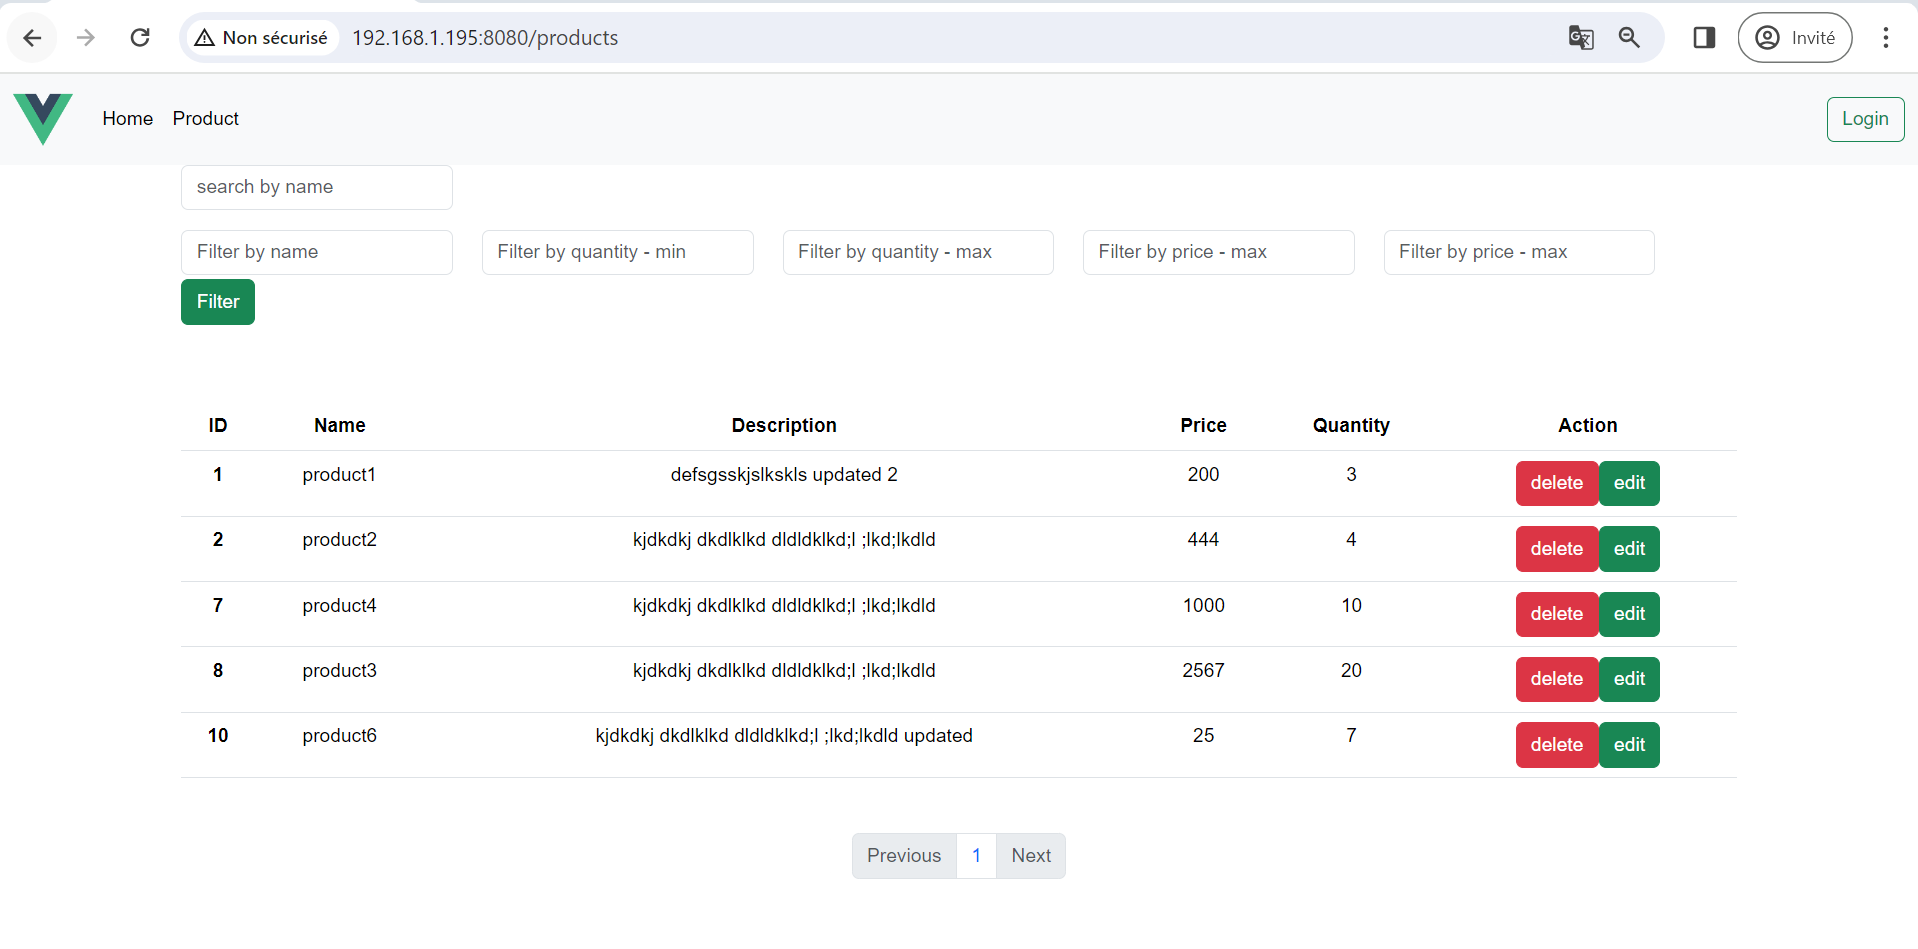 Non sécurisé 192.168.1.195:8080/products Invité
Home Product Login
search by name
Filter by name Filter by quantity - min Filter by quantity - max Filter by price - max Filter by price - max
Filter
ID Name Description Price Quantity Action
1 product1 defsgsskjslkskls updated 2 200 3 delete edit
2 product2 kjdkdkj dkdlklkd dldldklkd;l ;lkd;lkdld 444 4 delete edit
7 product4 kjdkdkj dkdlklkd dldldklkd;l ;lkd;lkdld 1000 10 delete edit
8 product3 kjdkdkj dkdlklkd dldldklkd;l ;lkd;lkdld 2567 20 delete edit
10 product6 kjdkdkj dkdlklkd dldldklkd;l ;lkd;lkdld updated 25 7 delete edit
Previous 1 Next